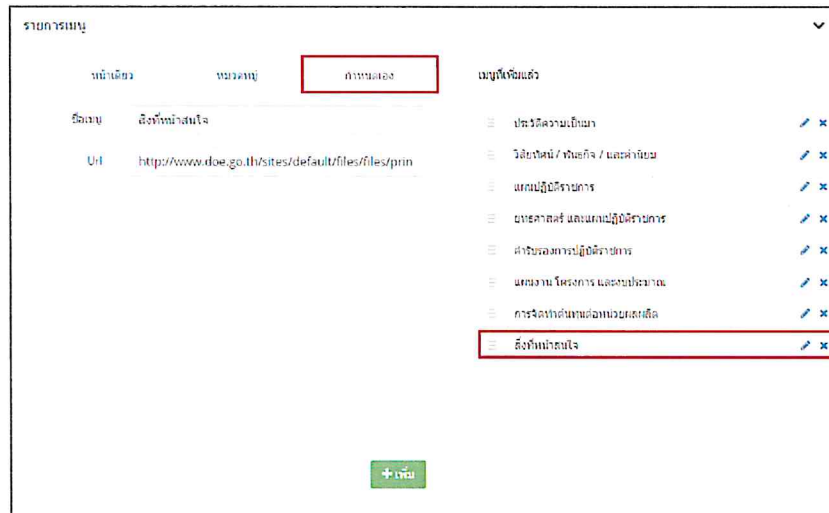 รายการเมนู
หน้าเดียว
หมวดหมู่
กำหนดเอง
ชื่อเมนู
สิ่งที่น่าสนใจ
Url
http://www.doe.go.th/sites/default/files/files/prin
เมนูที่เพิ่มแล้ว
ประวัติความเป็นมา
วิสัยทัศน์ / พันธกิจ / และค่านิยม
แผนปฏิบัติราชการ
ยุทธศาสตร์ และแผนปฏิบัติราชการ
คำรับรองการปฏิบัติราชการ
แผนงาน โครงการ และงบประมาณ
การจัดทำต้นทุนต่อหน่วยผลผลิต
สิ่งที่น่าสนใจ
เพิ่ม